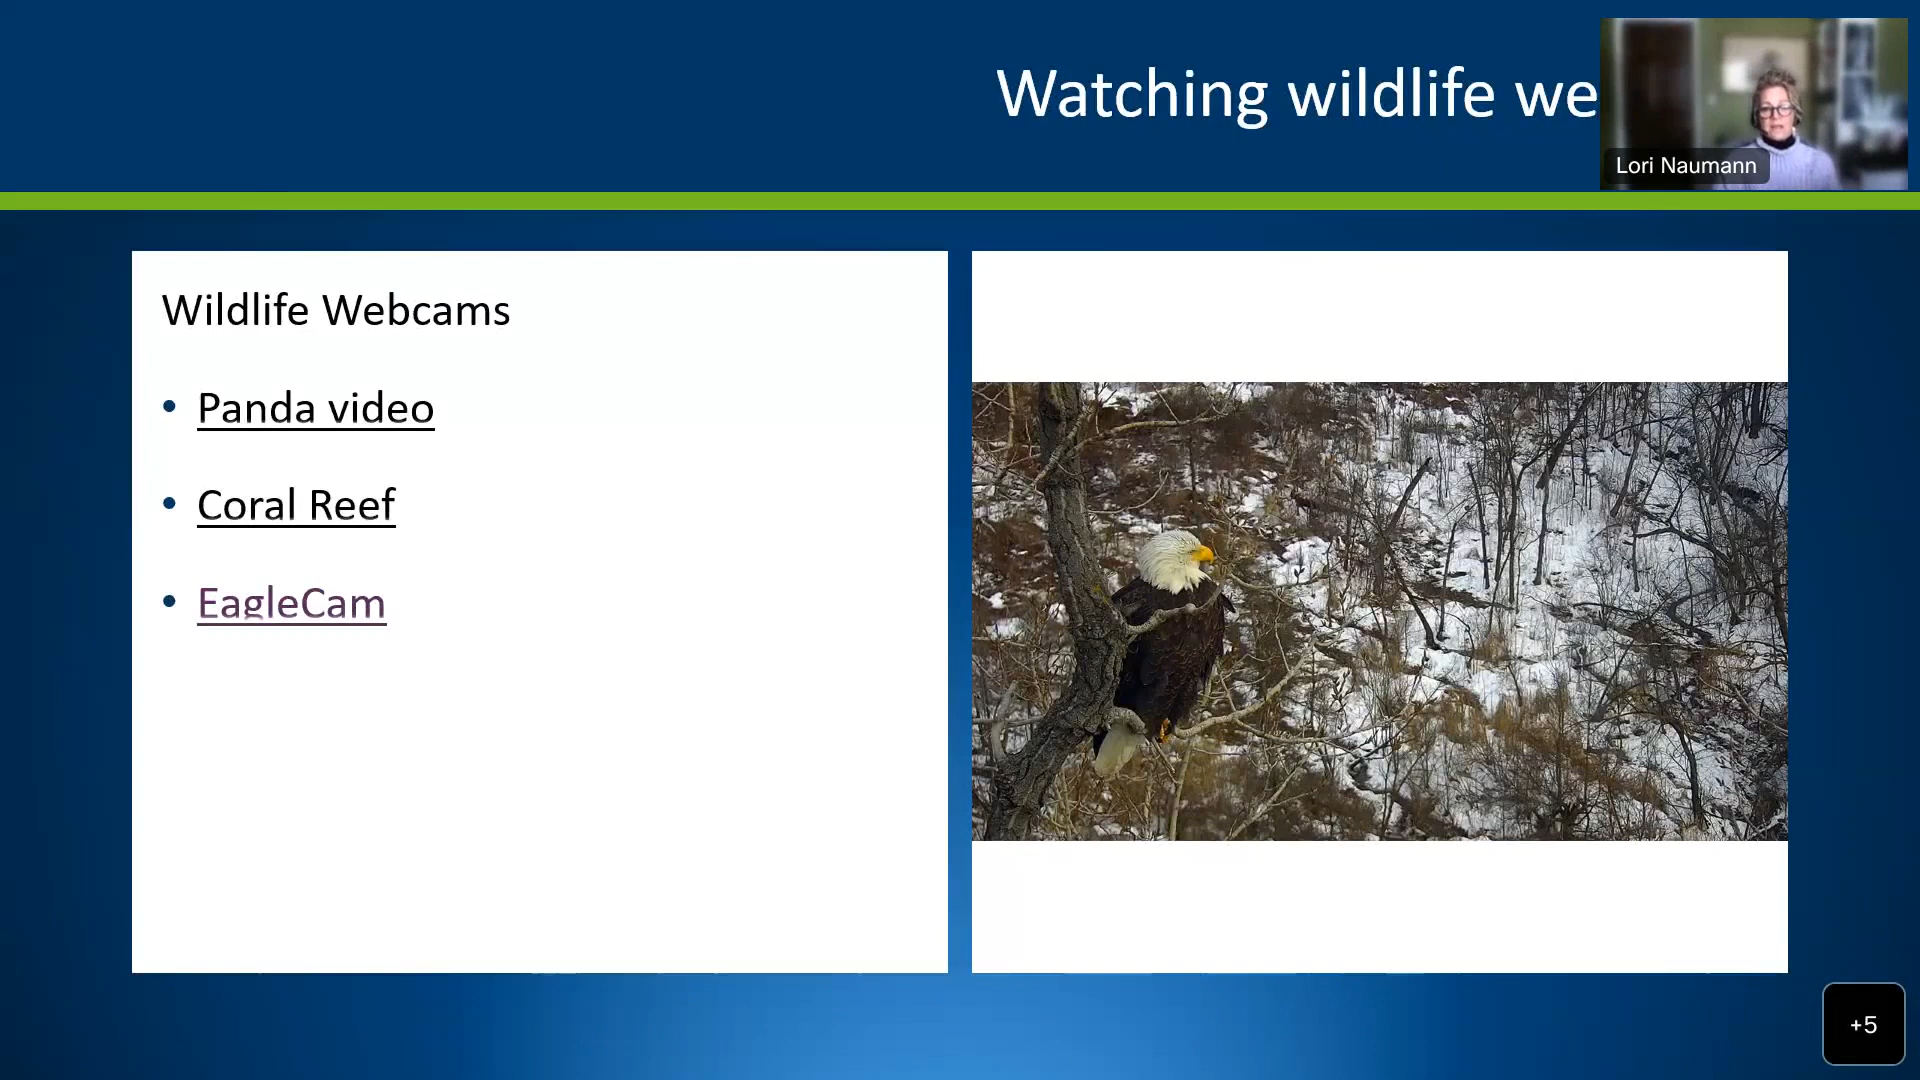 Watching wildlife we
Lori Naumann
Wildlife Webcams
• Panda video
• Coral Reef
• EagleCam
+5